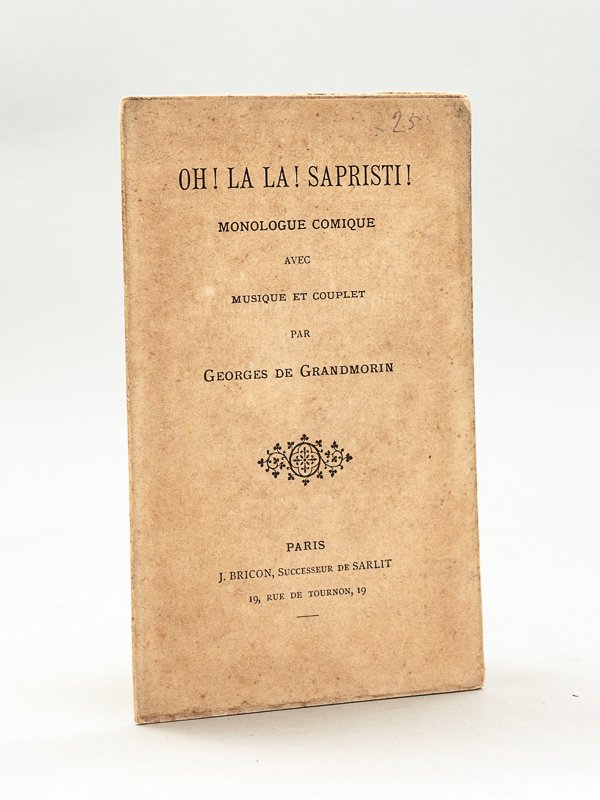 25
OH! LA LA! SAPRISTI!
MONOLOGUE COMIQUE
AVEC
MUSIQUE ET COUPLET
PAR
GEORGES DE GRANDMORIN
PARIS
J. BRICON, SUCCESSEUR DE SARLIT
19, RUE DE TOURNON, 19